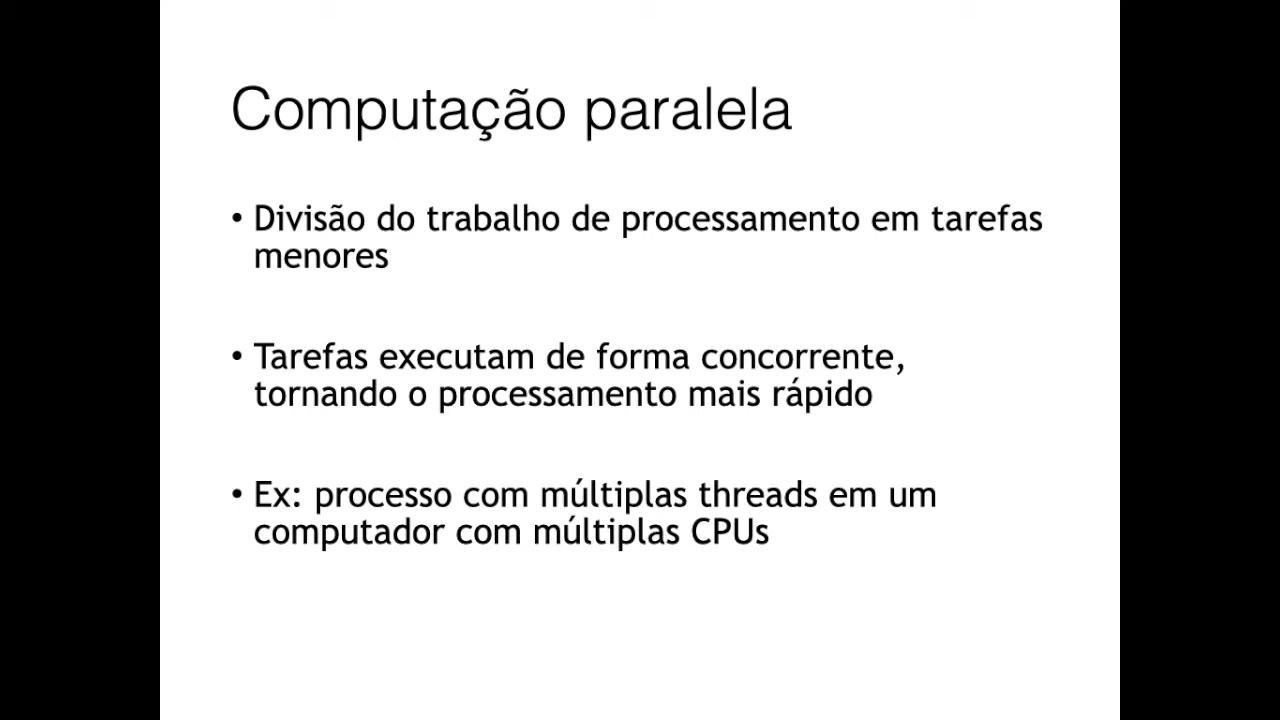 Computação paralela
• Divisão do trabalho de processamento em tarefas
menores
• Tarefas executam de forma concorrente,
tornando o processamento mais rápido
• Ex: processo com múltiplas threads em um
computador com múltiplas CPUs